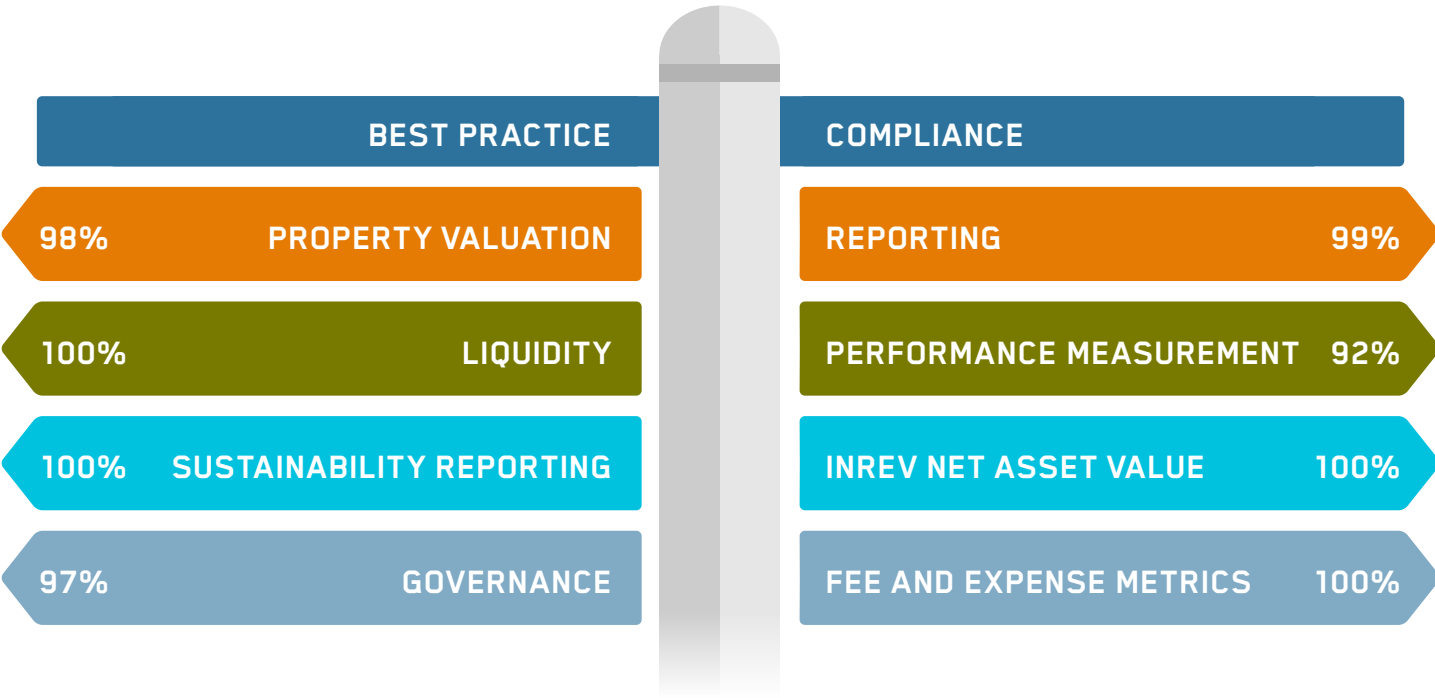 BEST PRACTICE
98% PROPERTY VALUATION
100% LIQUIDITY
100% SUSTAINABILITY REPORTING
97% GOVERNANCE
COMPLIANCE
REPORTING 99%
PERFORMANCE MEASUREMENT 92%
INREV NET ASSET VALUE 100%
FEE AND EXPENSE METRICS 100%